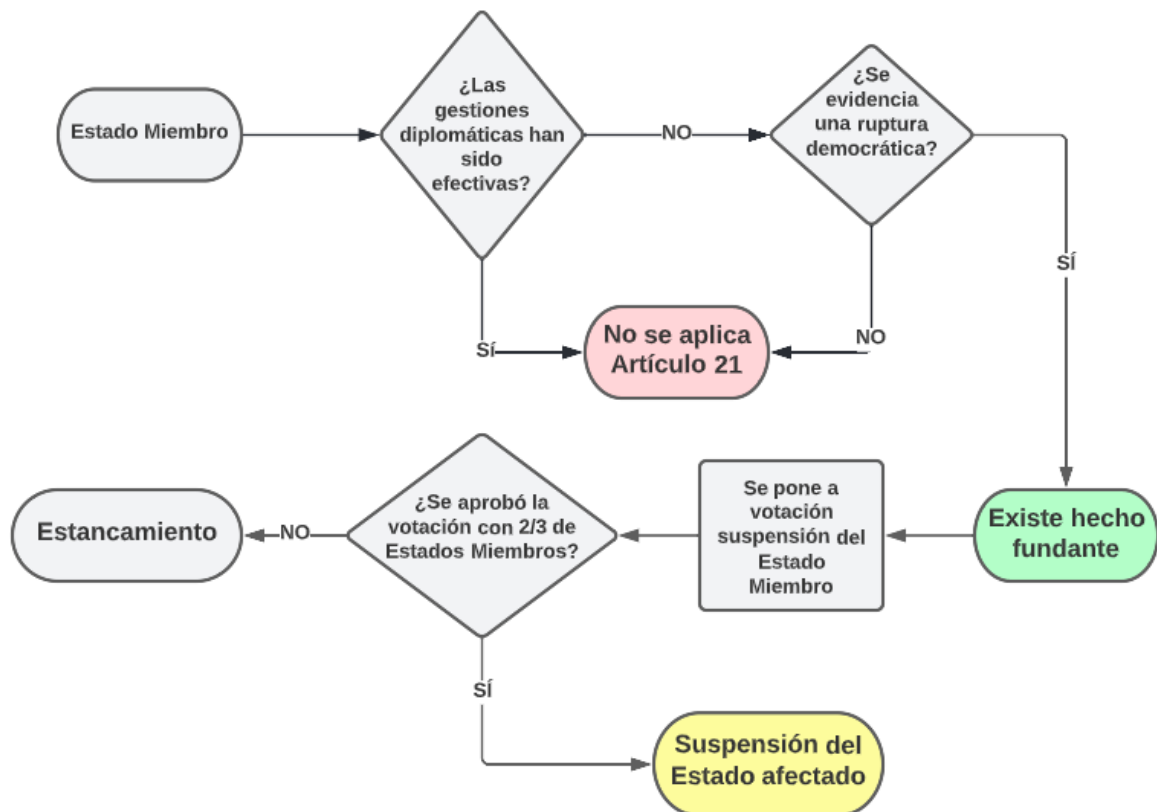 Estado Miembro
¿Las
gestiones
diplomáticas han
sido
efectivas?
NO
¿Se
evidencia
una ruptura
democrática?
SÍ
Sí
No se aplica
Artículo 21
NO
Estancamiento
NO
¿Se aprobó la
votación con 2/3 de
Estados Miembros?
Se pone a
votación
suspensión del
Estado
Miembro
Existe hecho
fundante
SÍ
Suspensión del
Estado afectado